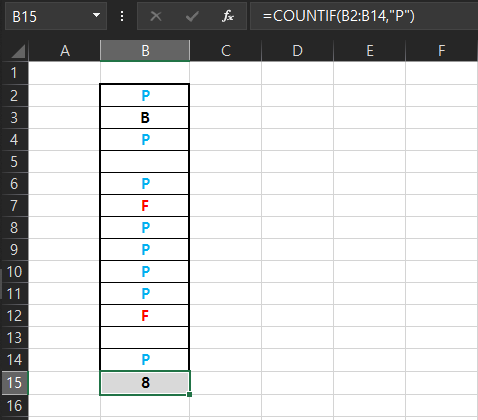 B15 fx =COUNTIF(B2:B14,"P")
A B C D E F
1
2 P
3 B
4 P
5
6 P
7 F
8 P
9 P
10 P
11 P
12 F
13
14 P
15 8
16